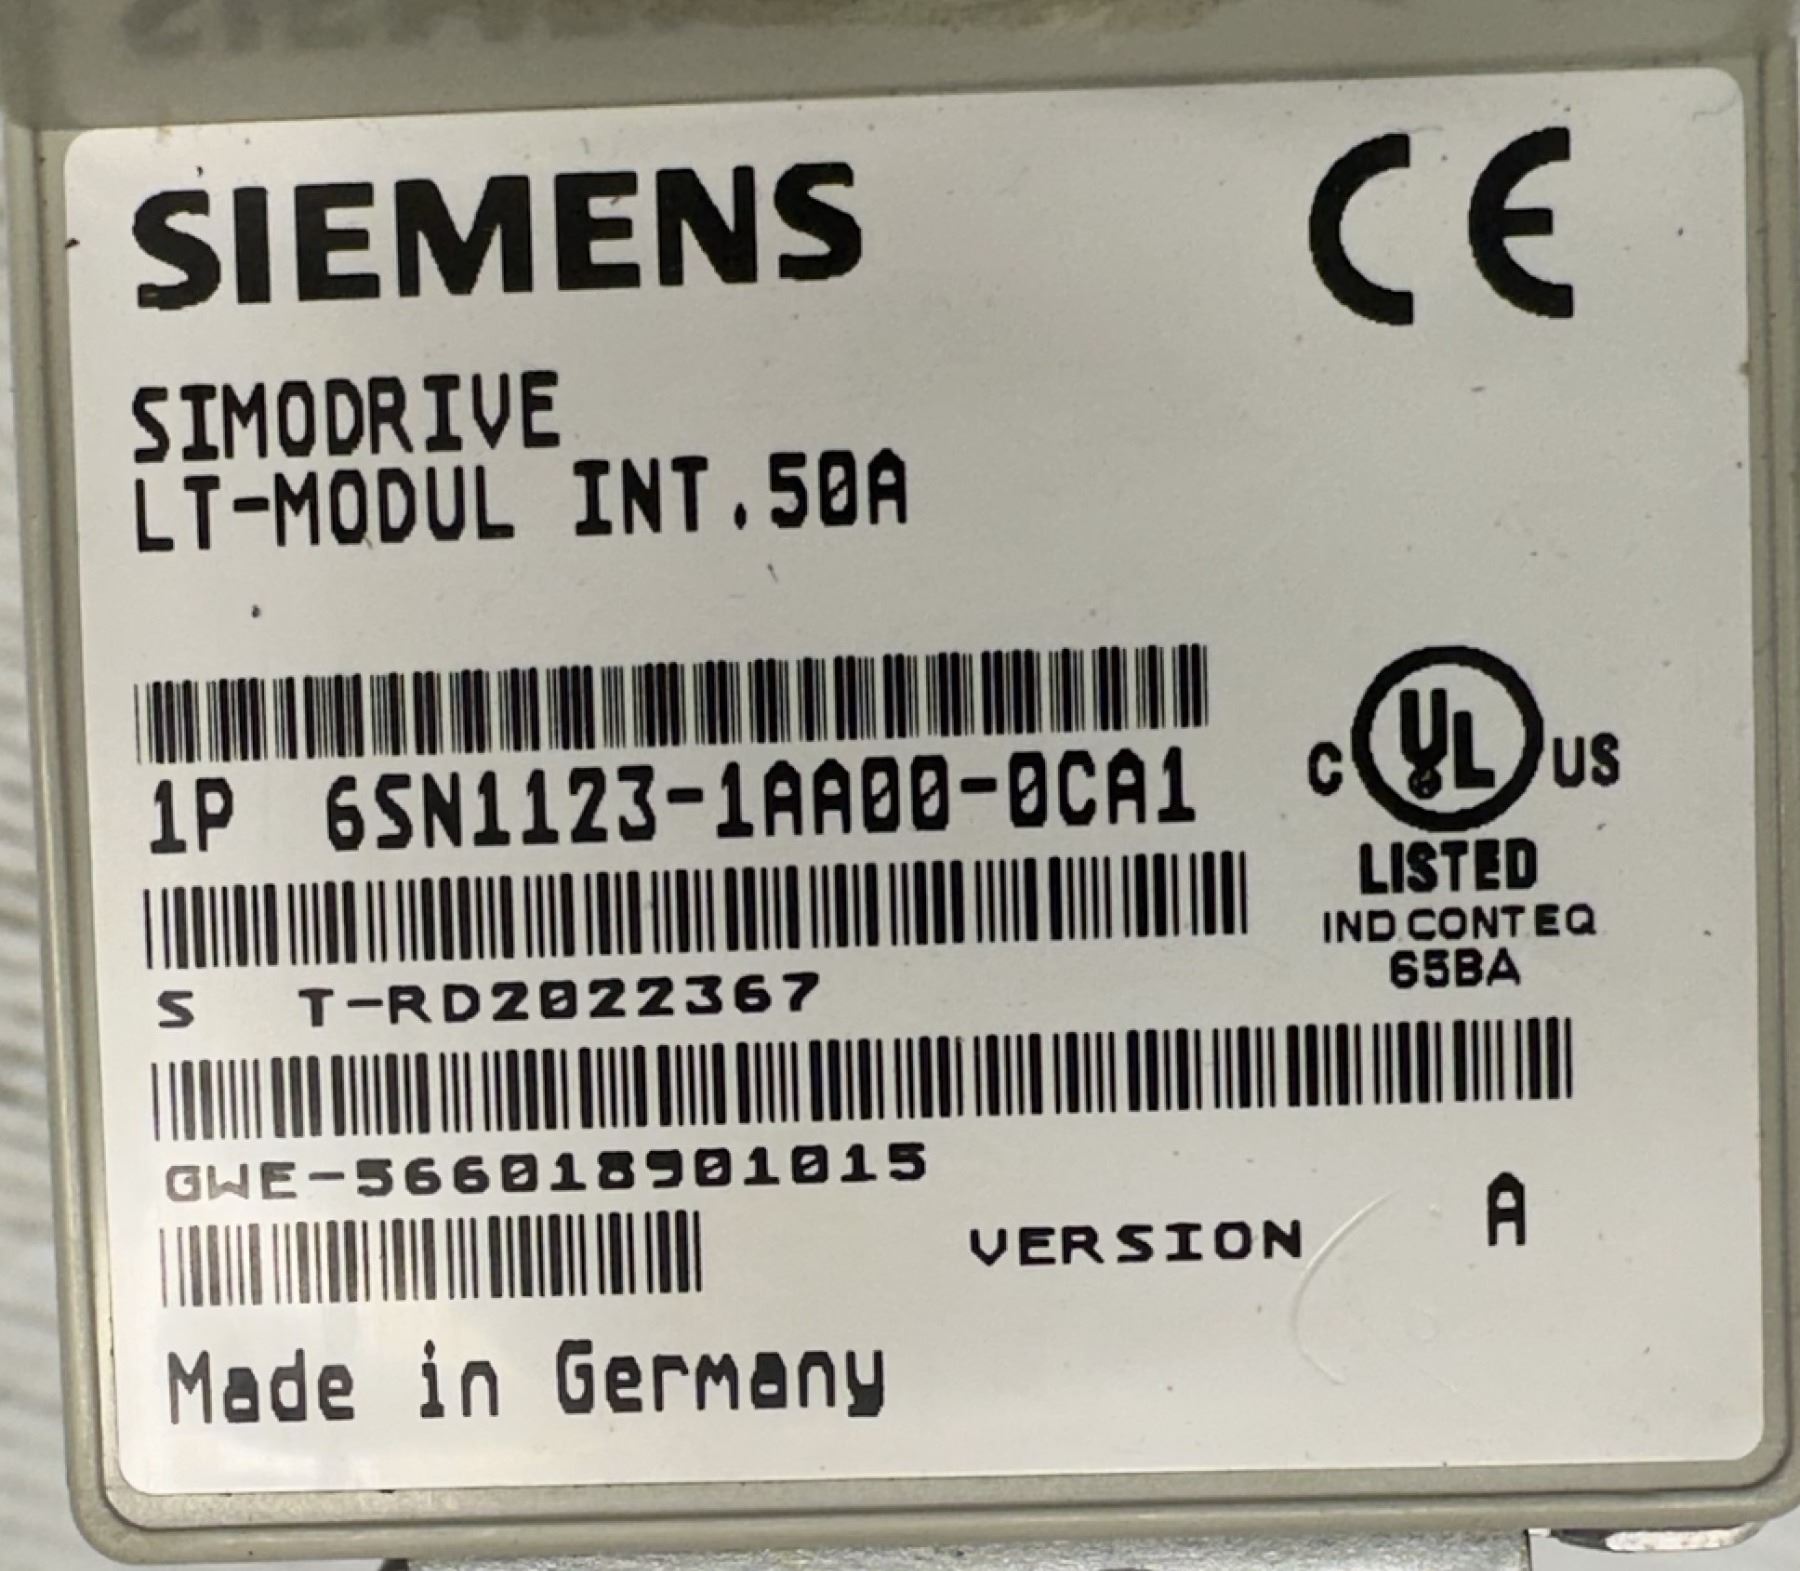 SIEMENS
CE
SIMODRIVE
LT-MODUL INT.50A
1P 6SN1123-1AA00-0CA1
C UL US
LISTED
IND.CONT.EQ
65BA
S T-RD2022367
GWE-566018901015
VERSION A
Made in Germany